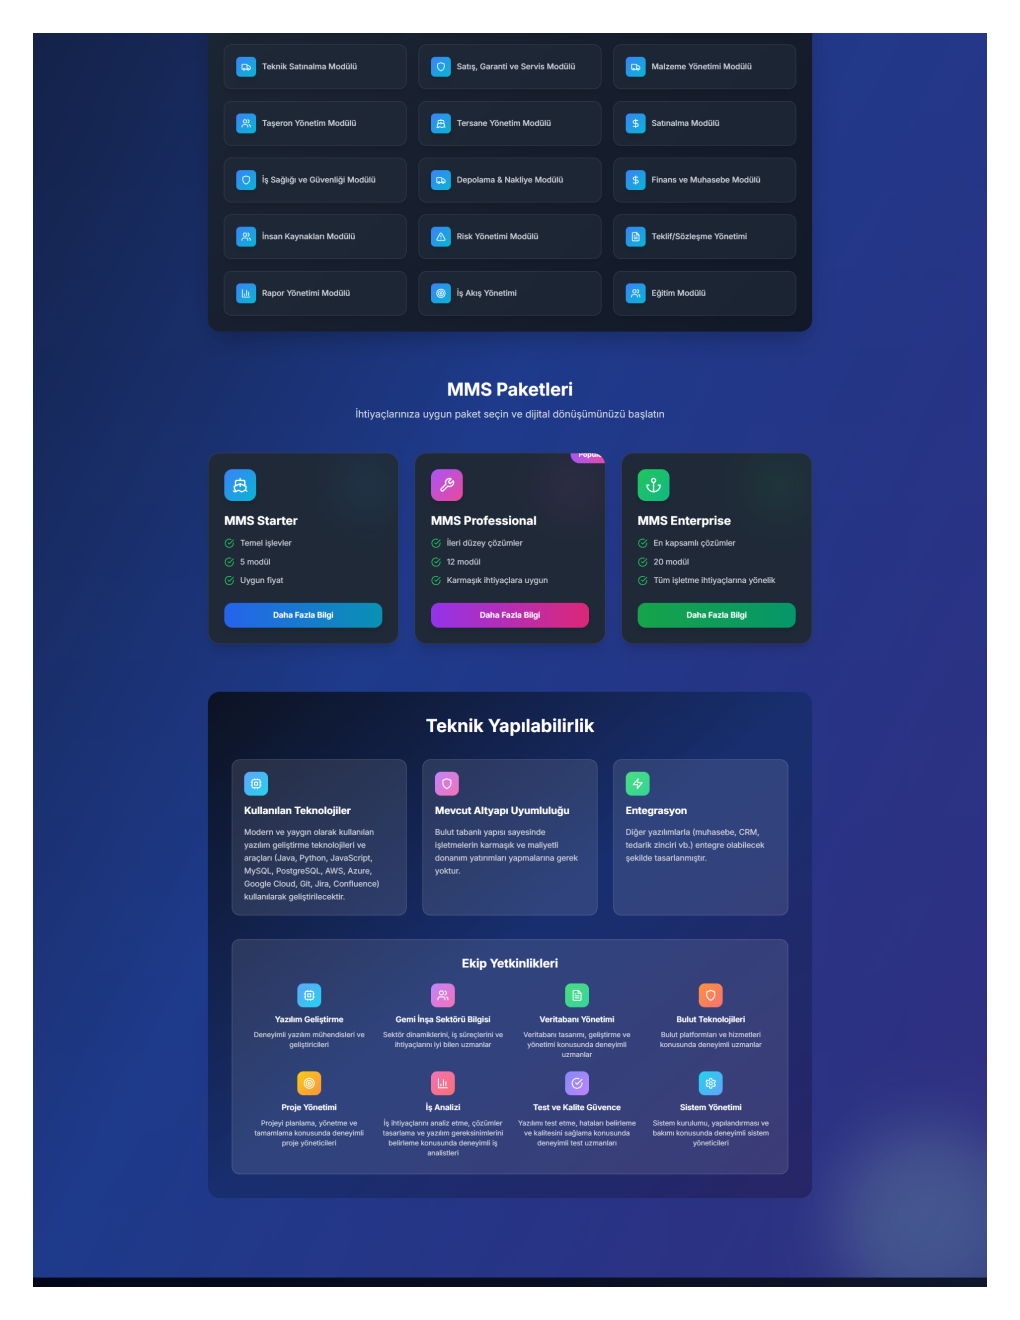 Teknik Satınalma Modülü
Satış, Garanti ve Servis Modülü
Malzeme Yönetimi Modülü
Taşeron Yönetim Modülü
Tersane Yönetim Modülü
Satınalma Modülü
İş Sağlığı ve Güvenliği Modülü
Depolama & Nakliye Modülü
Finans ve Muhasebe Modülü
İnsan Kaynakları Modülü
Risk Yönetimi Modülü
Teklif/Sözleşme Yönetimi
Rapor Yönetimi Modülü
İş Akış Yönetimi
Eğitim Modülü
MMS Paketleri
İhtiyaçlarınıza uygun paket seçin ve dijital dönüşümünüzü başlatın
MMS Starter
Temel işlevler
5 modül
Uygun fiyat
Daha Fazla Bilgi
MMS Professional
İleri düzey çözümler
12 modül
Karmaşık ihtiyaçlara uygun
Daha Fazla Bilgi
MMS Enterprise
En kapsamlı çözümler
20 modül
Tüm işletme ihtiyaçlarına yönelik
Daha Fazla Bilgi
Teknik Yapılabilirlik
Kullanılan Teknolojiler
Modern ve yaygın olarak kullanılan
yazılım geliştirme teknolojileri ve
araçları (Java, Python, JavaScript,
MySQL, PostgreSQL, AWS, Azure,
Google Cloud, Git, Jira, Confluence)
kullanılarak geliştirilecektir.
Mevcut Altyapı Uyumluluğu
Bulut tabanlı yapısı sayesinde
işletmelerin karmaşık ve maliyetli
donanım yatırımları yapmalarına gerek
yoktur.
Entegrasyon
Diğer yazılımlarla (muhasebe, CRM,
tedarik zinciri vb.) entegre olabilecek
şekilde tasarlanmıştır.
Ekip Yetkinlikleri
Yazılım Geliştirme
Deneyimli yazılım mühendisleri ve
geliştiricileri
Gemi İnşa Sektörü Bilgisi
Sektör dinamiklerini, iş süreçlerini ve
ihtiyaçlarını iyi bilen uzmanlar
Veritabanı Yönetimi
Veritabanı tasarımı, geliştirme ve
yönetimi konusunda deneyimli
uzmanlar
Bulut Teknolojileri
Bulut platformları ve hizmetleri
konusunda deneyimli uzmanlar
Proje Yönetimi
Projeyi planlama, yönetme ve
tamamlama konusunda deneyimli
proje yöneticileri
İş Analizi
İş ihtiyaçlarını analiz etme, çözümler
tasarlama ve yazılım gereksinimlerini
belirleme konusunda deneyimli iş
analistleri
Test ve Kalite Güvence
Yazılımı test etme, hataları belirleme
ve kalitesini sağlama konusunda
deneyimli test uzmanları
Sistem Yönetimi
Sistem kurulumu, yapılandırması ve
bakımı konusunda deneyimli sistem
yöneticileri